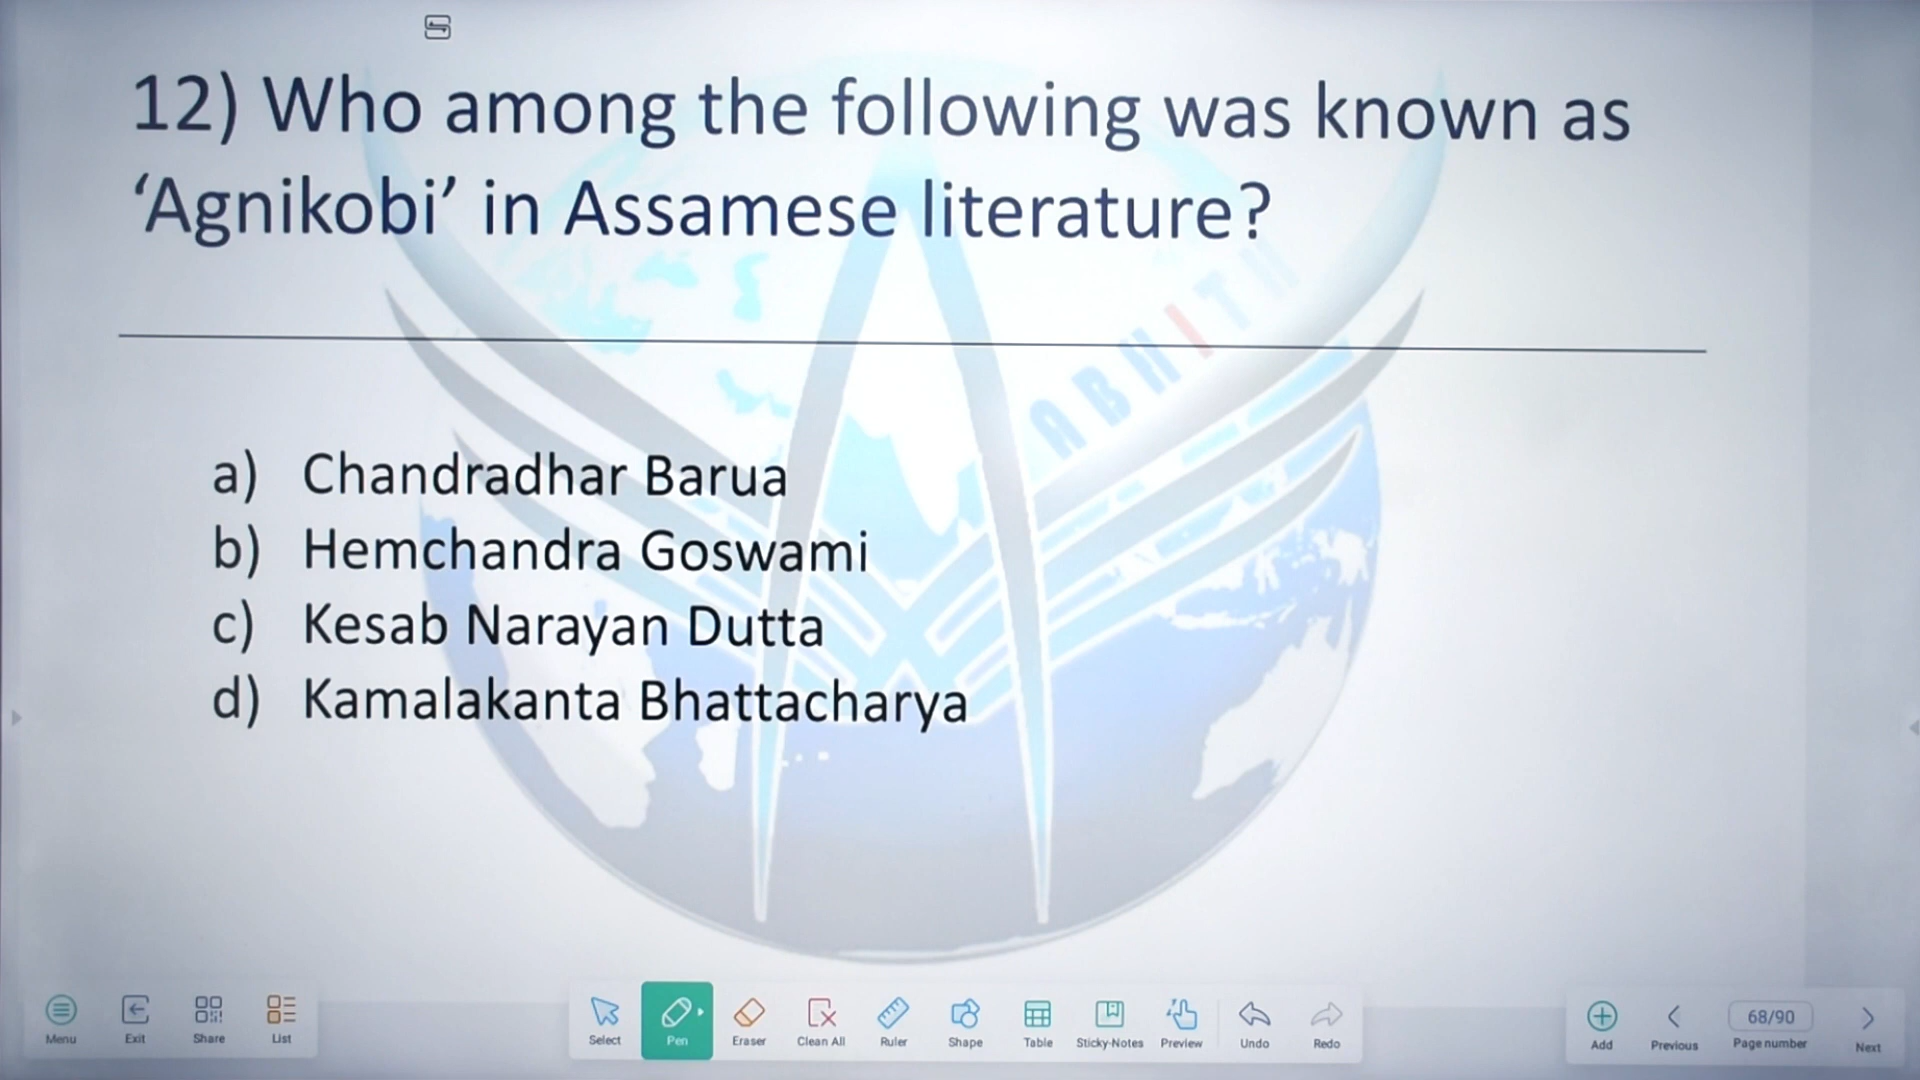 12) Who among the following was known as
‘Agnikobi’ in Assamese literature?
ABHITH
a) Chandradhar Barua
b) Hemchandra Goswami
c) Kesab Narayan Dutta
d) Kamalakanta Bhattacharya
Menu Exit Share List Select Pen Eraser Clean All Ruler Shape Table Sticky-Notes Preview Undo Redo Add Previous 68/90 Page number Next